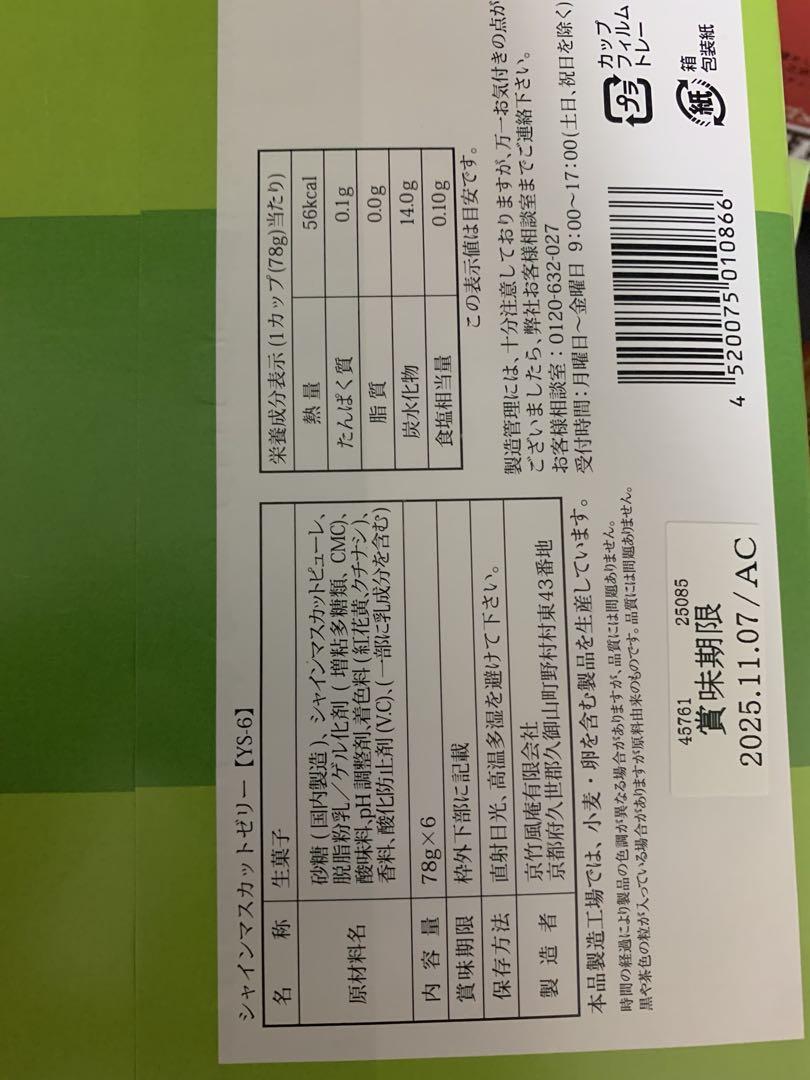 シャインマスカットゼリー【YS-6】
名称 生菓子
原材料名 砂糖(国内製造)、シャインマスカットピューレ、
脱脂粉乳／ゲル化剤(増粘多糖類、CMC)、
酸味料、pH調整剤、着色料(紅花黄、クチナシ)、
香料、酸化防止剤(V.C)、(一部に乳成分を含む)
内容量 78g×6
賞味期限 枠外下部に記載
保存方法 直射日光、高温多湿を避けて下さい。
製造者 京竹風庵有限会社
京都府久世郡久御山町野村村東43番地
本品製造工場では、小麦・卵を含む製品を生産しています。
時間の経過により製品の色調が異なる場合がありますが、品質には問題ありません。
黒や茶色の粒が入っている場合がありますが原料由来のものです。品質には問題ありません。
45761 25085
賞味期限
2025.11.07/AC
栄養成分表示(1カップ(78g)当たり)
熱量 56kcal
たんぱく質 0.1g
脂質 0.0g
炭水化物 14.0g
食塩相当量 0.10g
この表示値は目安です。
製造管理には、十分注意しておりますが、万一お気付きの点が
ございましたら、弊社お客様相談室までご連絡下さい。
お客様相談室：0120-632-027
受付時間：月曜日～金曜日 9:00～17:00(土日、祝日を除く)
4 520075 010866
プラ
カップ
フィルム
トレー
紙
箱
包装紙